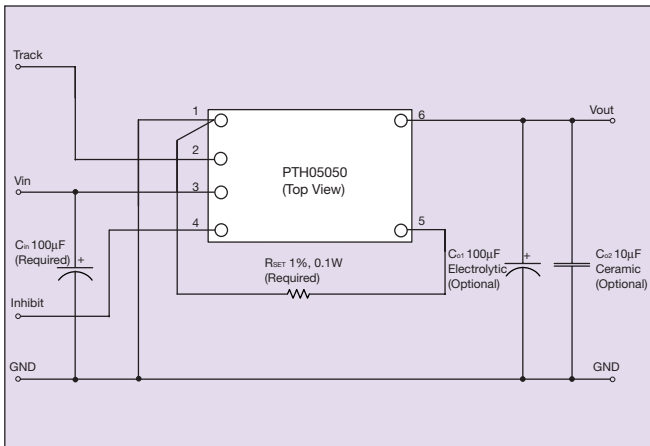 Track
1
6
Vout
2
PTH05050
(Top View)
Vin
3
4
5
Cin 100µF
(Required)
+
RSET 1%, 0.1W
(Required)
Co1 100µF
Electrolytic
(Optional)
+
Co2 10µF
Ceramic
(Optional)
Inhibit
GND
GND